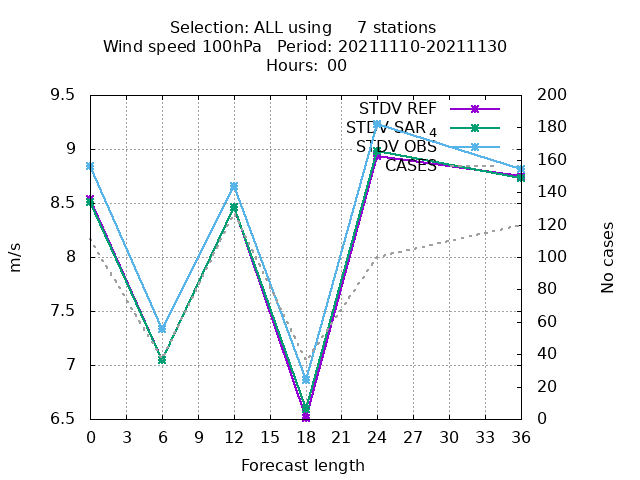 Selection: ALL using 7 stations
Wind speed 100hPa Period: 20211110-20211130
Hours: 00
STDV REF
STDV SAR4
STDV OBS
CASES
m/s
9.5
9
8.5
8
7.5
7
6.5
No cases
200
180
160
140
120
100
80
60
40
20
0
0 3 6 9 12 15 18 21 24 27 30 33 36
Forecast length